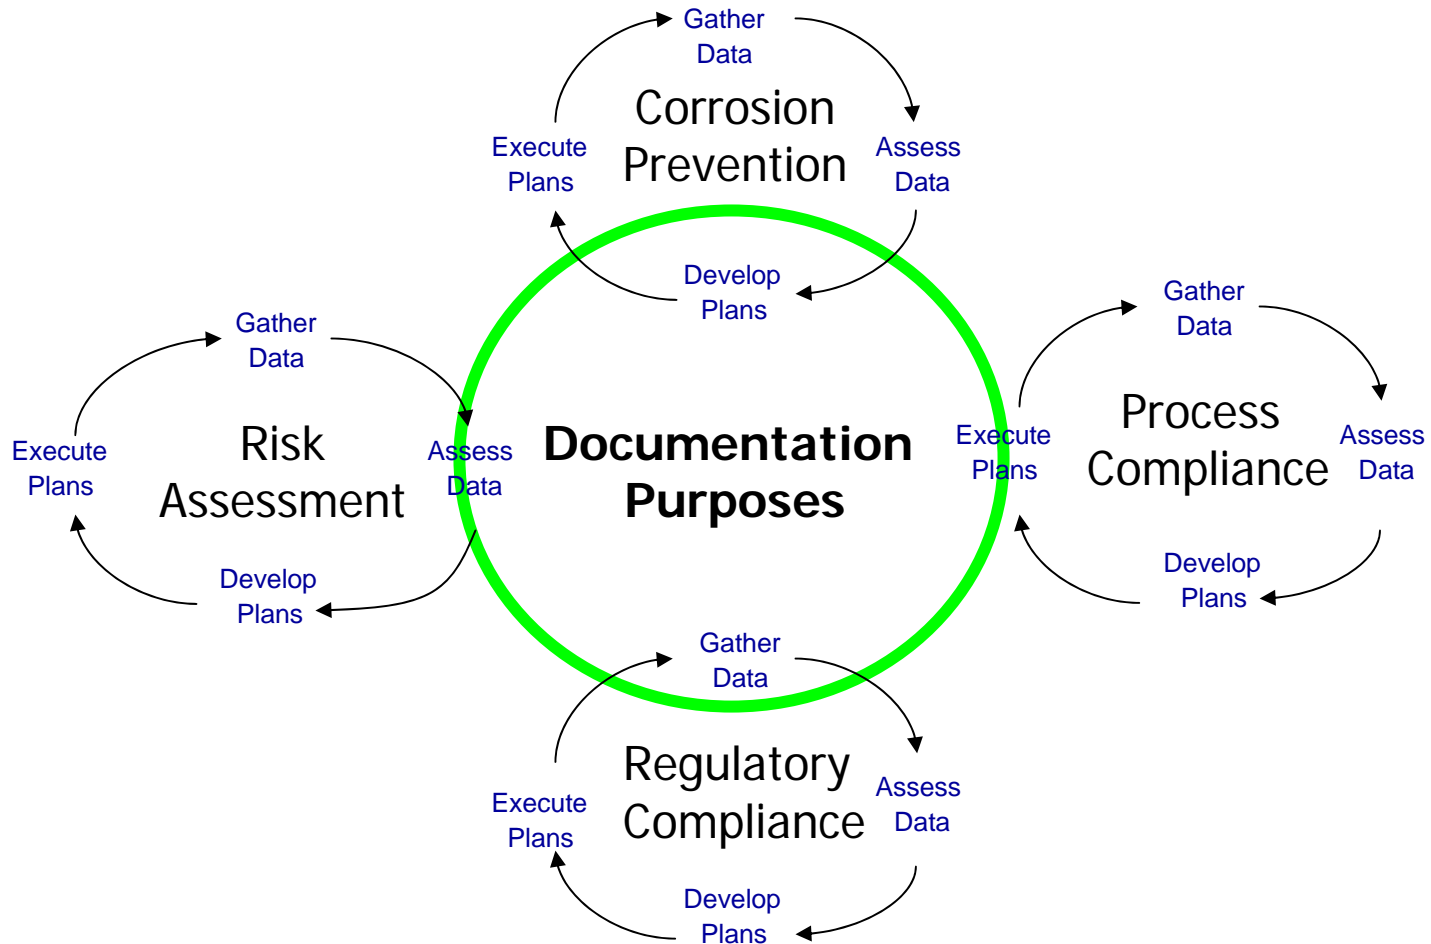 Gather
Data
Corrosion
Prevention
Execute
Plans
Assess
Data
Develop
Plans
Gather
Data
Risk
Assessment
Execute
Plans
Assess
Data
Develop
Plans
Documentation
Purposes
Gather
Data
Process
Compliance
Execute
Plans
Assess
Data
Develop
Plans
Gather
Data
Regulatory
Compliance
Execute
Plans
Assess
Data
Develop
Plans